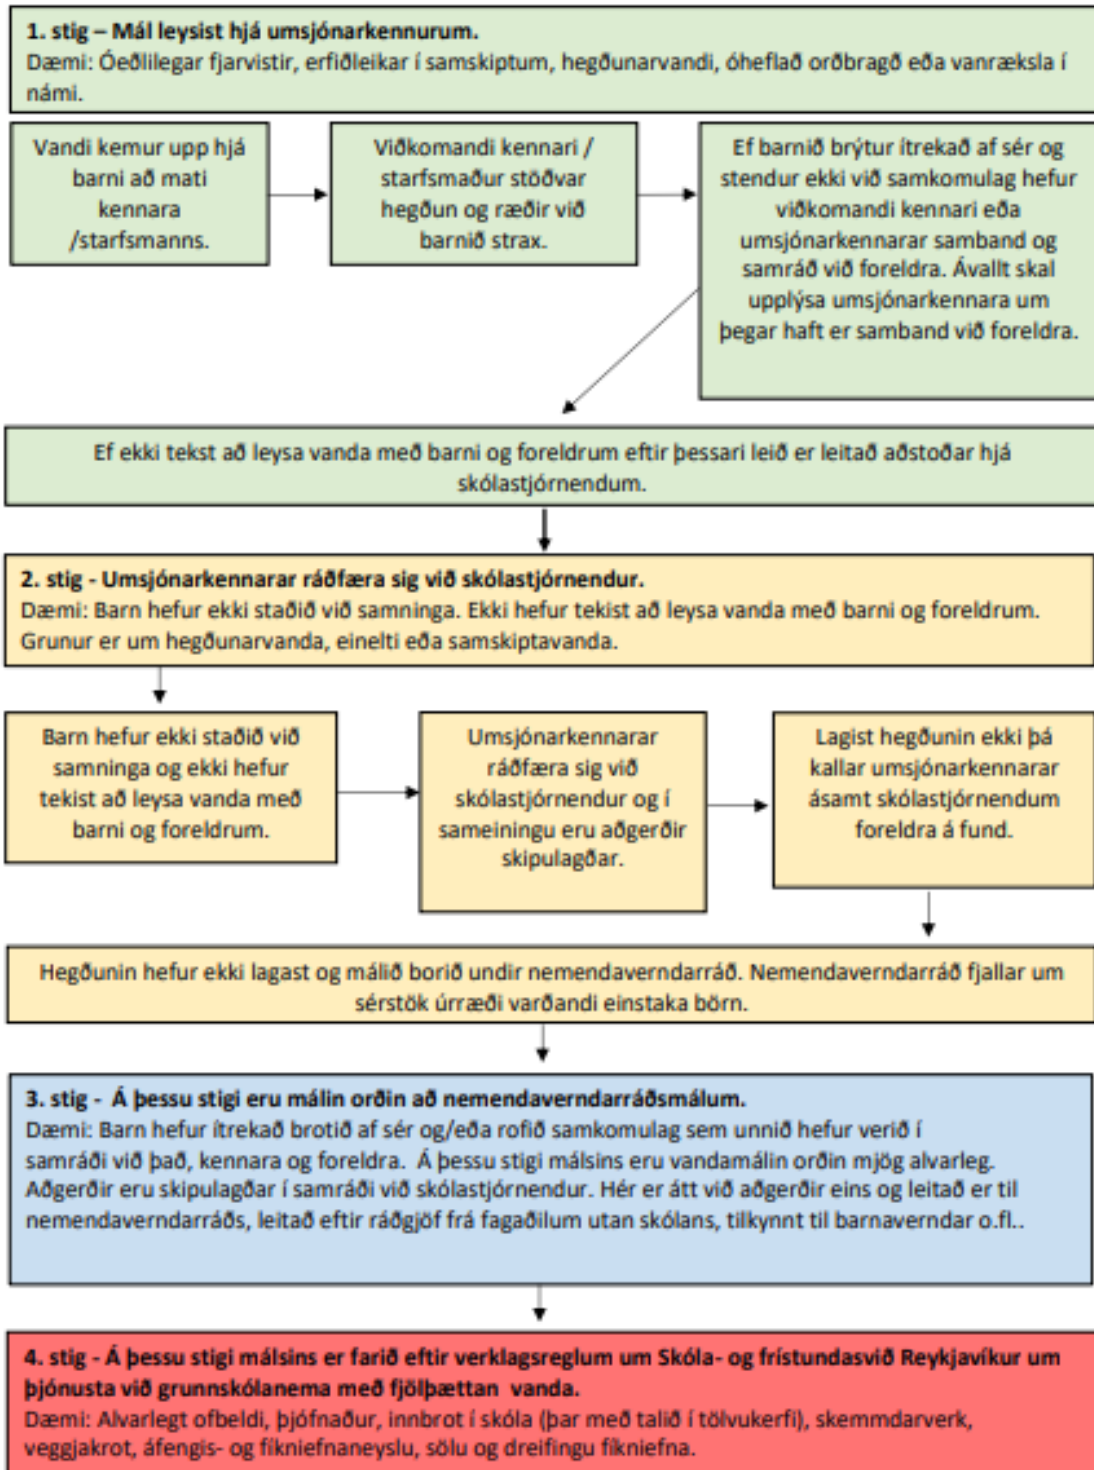 1. stig – Mál leysist hjá umsjónarkennurum.
Dæmi: Óeðlilegar fjarvistir, erfiðleikar í samskiptum, hegðunarvandi, óheflað orðbragð eða vanræksla í
námi.
Vandi kemur upp hjá
barni að mati
kennara
/starfsmanns.
Viðkomandi kennari /
starfsmaður stöðvar
hegðun og ræðir við
barnið strax.
Ef barnið brýtur ítrekað af sér og
stendur ekki við samkomulag hefur
viðkomandi kennari eða
umsjónarkennarar samband og
samráð við foreldra. Ávallt skal
upplýsa umsjónarkennara um
þegar haft er samband við foreldra.
Ef ekki tekst að leysa vanda með barni og foreldrum eftir þessari leið er leitað aðstoðar hjá
skólastjórnendum.
2. stig - Umsjónarkennarar ráðfæra sig við skólastjórnendur.
Dæmi: Barn hefur ekki staðið við samninga. Ekki hefur tekist að leysa vanda með barni og foreldrum.
Grunur er um hegðunarvanda, einelti eða samskiptavanda.
Barn hefur ekki staðið við
samninga og ekki hefur
tekist að leysa vanda með
barni og foreldrum.
Umsjónarkennarar
ráðfæra sig við
skólastjórnendur og í
sameiningu eru aðgerðir
skipulagðar.
Lagist hegðunin ekki þá
kallar umsjónarkennarar
ásamt skólastjórnendum
foreldra á fund.
Hegðunin hefur ekki lagast og málið borið undir nemendaverndarráð. Nemendaverndarráð fjallar um
sérstök úrræði varðandi einstaka börn.
3. stig - Á þessu stigi eru málin orðin að nemendaverndarráðsmálum.
Dæmi: Barn hefur ítrekað brotið af sér og/eða rofið samkomulag sem unnið hefur verið í
samráði við það, kennara og foreldra. Á þessu stigi málsins eru vandamálin orðin mjög alvarleg.
Aðgerðir eru skipulagðar í samráði við skólastjórnendur. Hér er átt við aðgerðir eins og leitað er til
nemendaverndarráðs, leitað eftir ráðgjöf frá fagaðilum utan skólans, tilkynnt til barnaverndar o.fl..
4. stig - Á þessu stigi málsins er farið eftir verklagsreglum um Skóla- og frístundasvið Reykjavíkur um
þjónusta við grunnskólanema með fjölþættan vanda.
Dæmi: Alvarlegt ofbeldi, þjófnaður, innbrot í skóla (þar með talið í tölvukerfi), skemmdarverk,
veggjakrot, áfengis- og fíkniefnaneyslu, sölu og dreifingu fíkniefna.